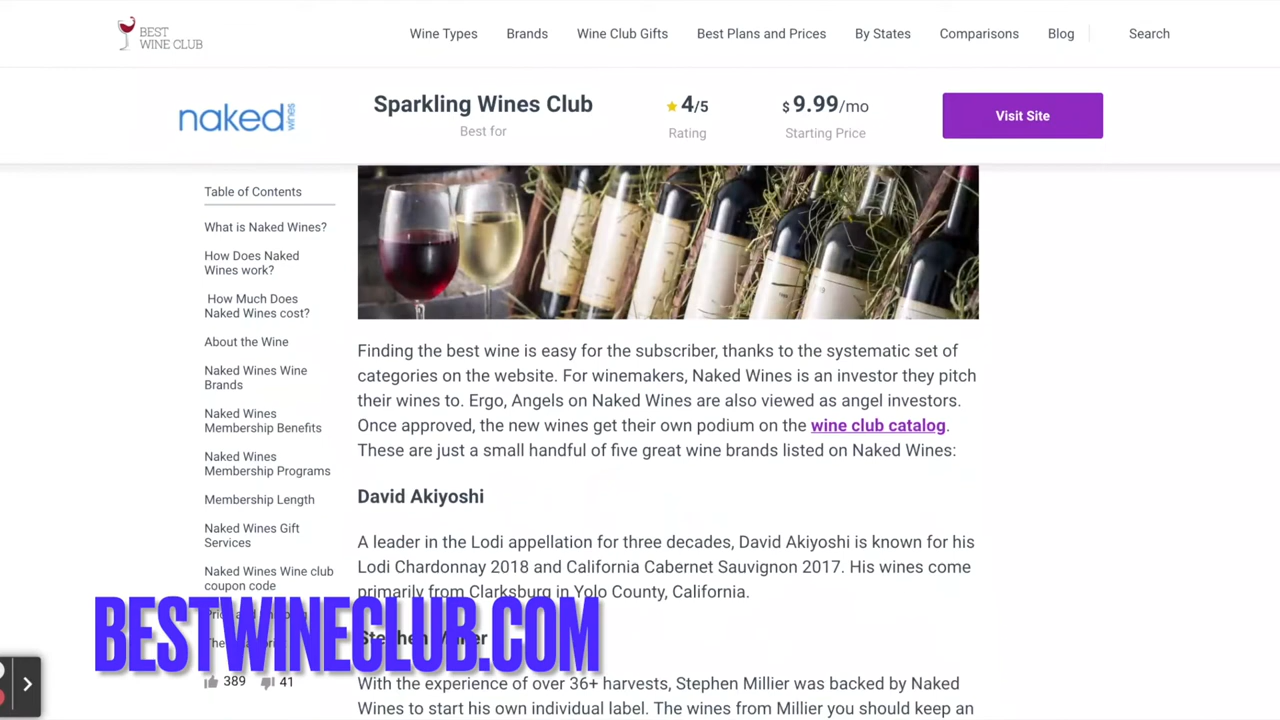 BEST
WINE CLUB
Wine Types
Brands
Wine Club Gifts
Best Plans and Prices
By States
Comparisons
Blog
Search
naked wines
Sparkling Wines Club
Best for
4/5
Rating
$ 9.99/mo
Starting Price
Visit Site
Table of Contents
What is Naked Wines?
How Does Naked
Wines work?
How Much Does
Naked Wines cost?
About the Wine
Naked Wines Wine
Brands
Naked Wines
Membership Benefits
Naked Wines
Membership Programs
Membership Length
Naked Wines Gift
Services
Naked Wines Wine club
coupon code
389
41
Finding the best wine is easy for the subscriber, thanks to the systematic set of
categories on the website. For winemakers, Naked Wines is an investor they pitch
their wines to. Ergo, Angels on Naked Wines are also viewed as angel investors.
Once approved, the new wines get their own podium on the wine club catalog.
These are just a small handful of five great wine brands listed on Naked Wines:
David Akiyoshi
A leader in the Lodi appellation for three decades, David Akiyoshi is known for his
Lodi Chardonnay 2018 and California Cabernet Sauvignon 2017. His wines come
primarily from Clarksburg in Yolo County, California.
With the experience of over 36+ harvests, Stephen Millier was backed by Naked
Wines to start his own individual label. The wines from Millier you should keep an
BESTWINECLUB.COM